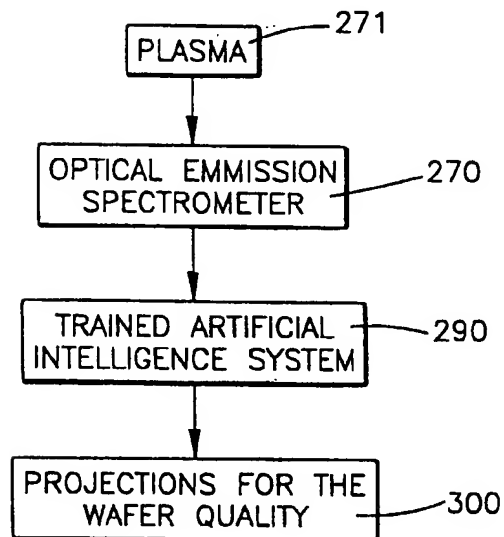 PLASMA
271
OPTICAL EMMISSION
SPECTROMETER
270
TRAINED ARTIFICIAL
INTELLIGENCE SYSTEM
290
PROJECTIONS FOR THE
WAFER QUALITY
300